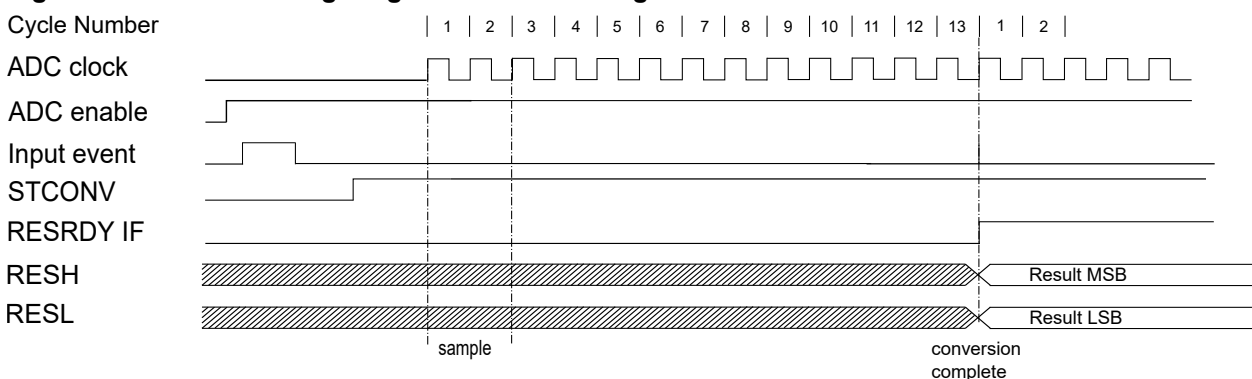 Cycle Number 1 2 3 4 5 6 7 8 9 10 11 12 13 1 2
ADC clock
ADC enable
Input event
STCONV
RESRDY IF
RESH Result MSB
RESL Result LSB
sample conversion
complete